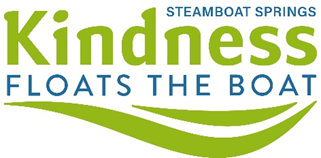 STEAMBOAT SPRINGS
Kindness
FLOATS THE BOAT